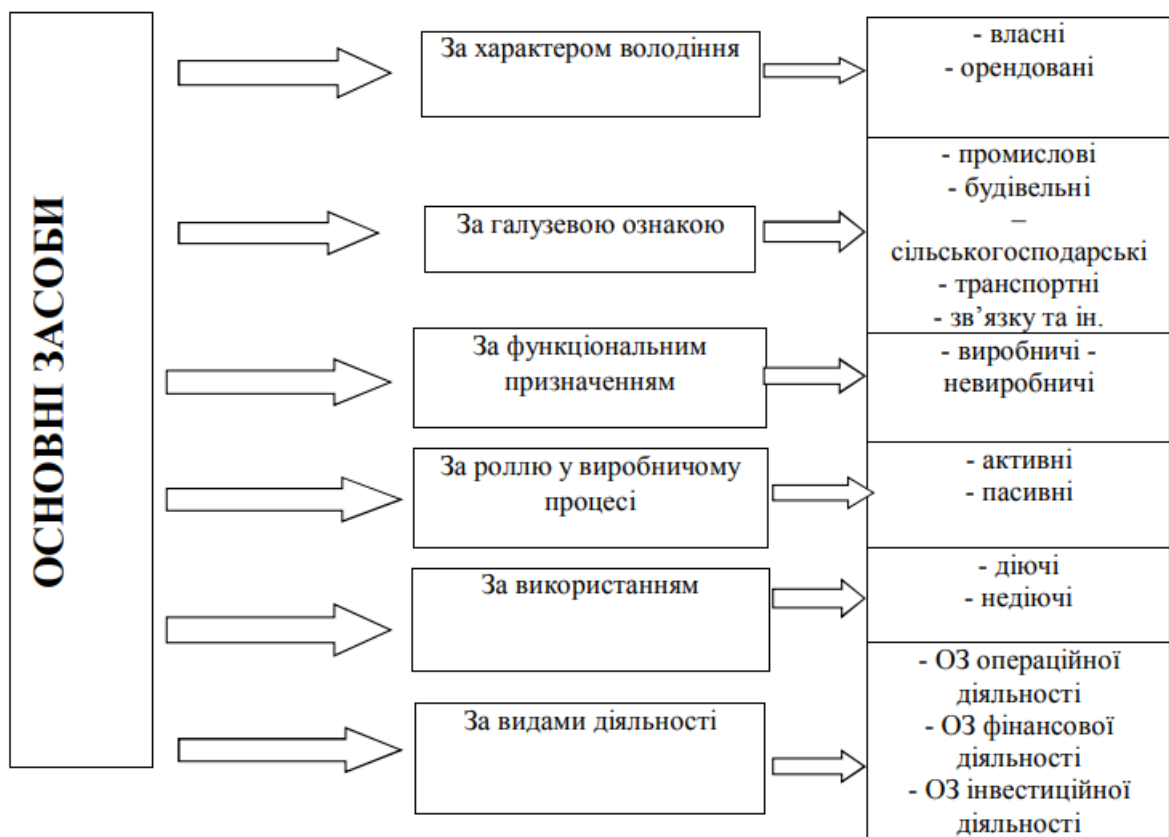 ОСНОВНІ ЗАСОБИ
За характером володіння
- власні
- орендовані
За галузевою ознакою
- промислові
- будівельні
–
сільськогосподарські
- транспортні
- зв’язку та ін.
За функціональним
призначенням
- виробничі -
невиробничі
За роллю у виробничому
процесі
- активні
- пасивні
За використанням
- діючі
- недіючі
За видами діяльності
- ОЗ операційної
діяльності
- ОЗ фінансової
діяльності
- ОЗ інвестиційної
діяльності